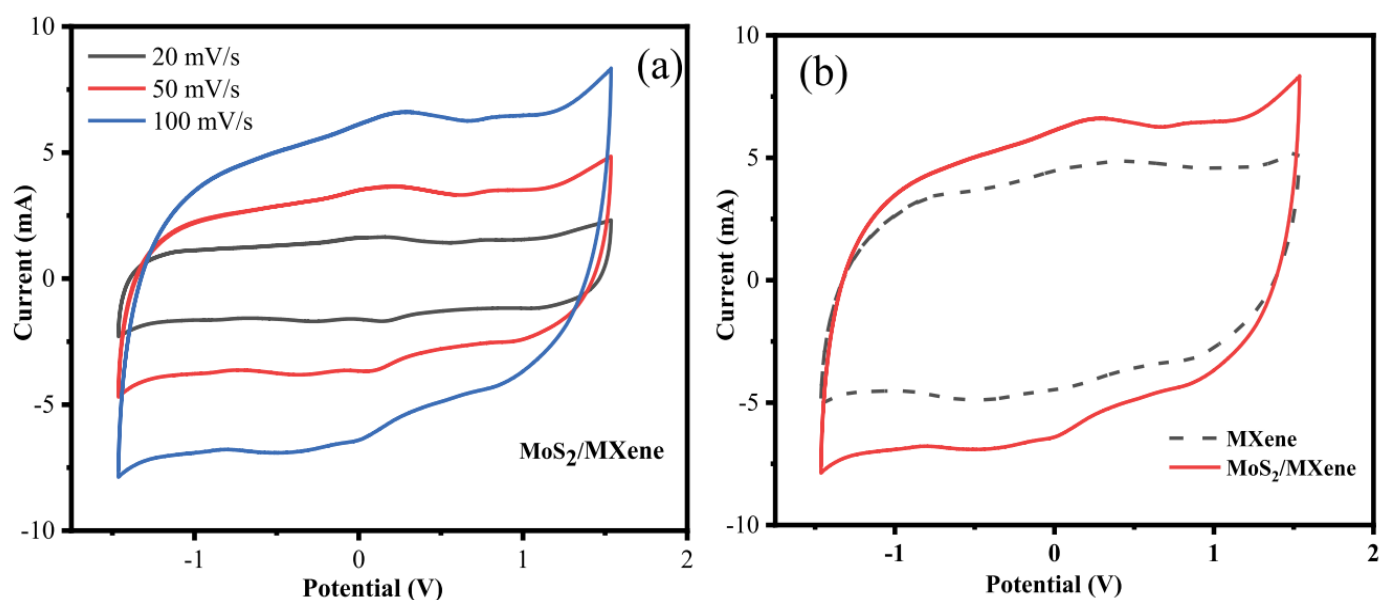 (a)
20 mV/s
50 mV/s
100 mV/s
MoS₂/MXene
Current (mA)
10
5
0
-5
-10
-1
0
1
2
Potential (V)
(b)
MXene
MoS₂/MXene
Current (mA)
10
5
0
-5
-10
-1
0
1
2
Potential (V)